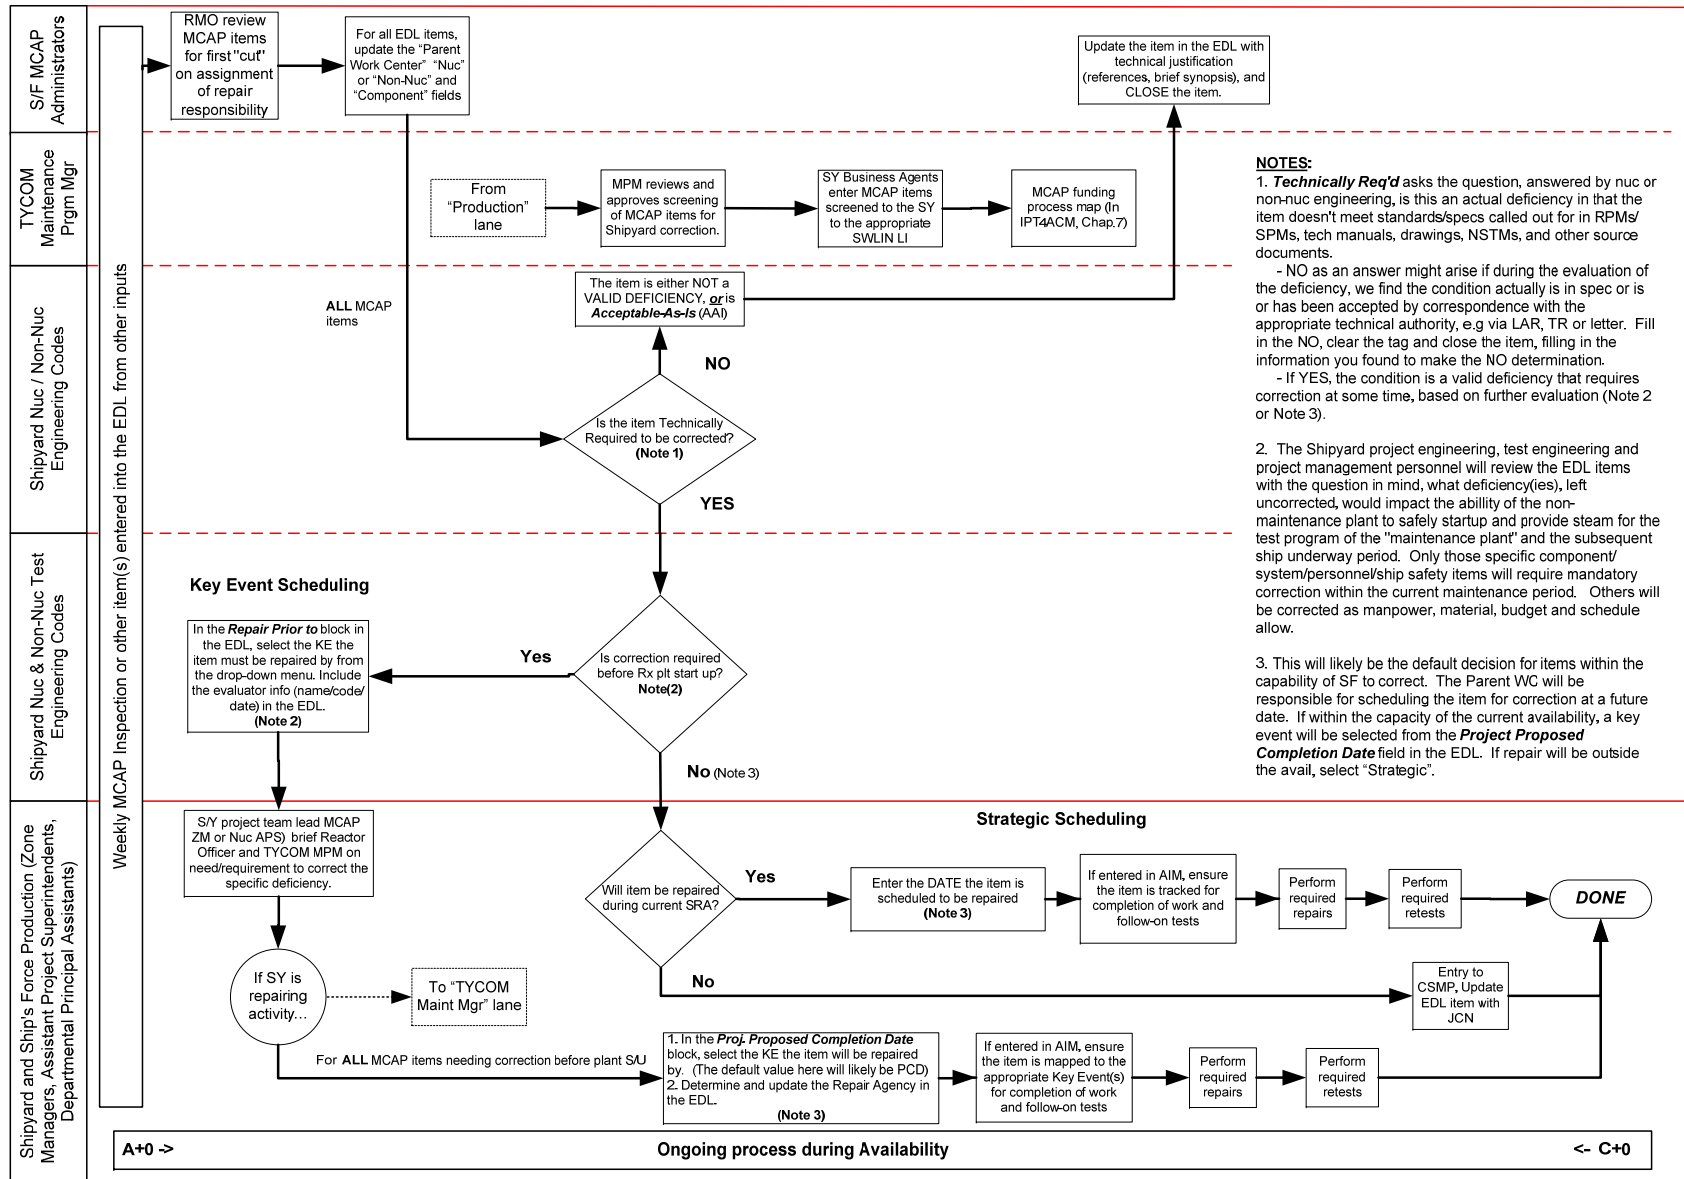 S/F MCAP
Administrators
TYCOM
Maintenance
Prgm Mgr
Shipyard Nuc / Non-Nuc
Engineering Codes
Shipyard Nuc & Non-Nuc Test
Engineering Codes
Shipyard and Ship's Force Production (Zone
Managers, Assistant Project Superintendents,
Departmental Principal Assistants)
Weekly MCAP Inspection or other item(s) entered into the EDL from other inputs
RMO review
MCAP items
for first "cut"
on assignment
of repair
responsibility
For all EDL items,
update the “Parent
Work Center” “Nuc”
or “Non-Nuc” and
“Component” fields
Update the item in the EDL with
technical justification
(references, brief synopsis), and
CLOSE the item.
From
“Production”
lane
MPM reviews and
approves screening
of MCAP items for
Shipyard correction.
SY Business Agents
enter MCAP items
screened to the SY
to the appropriate
SWLIN LI
MCAP funding
process map (In
IPT4ACM, Chap.7)
ALL MCAP
items
The item is either NOT a
VALID DEFICIENCY, or is
Acceptable-As-Is (AAI)
NO
Is the item Technically
Required to be corrected?
(Note 1)
YES
Key Event Scheduling
In the Repair Prior to block in
the EDL, select the KE the
item must be repaired by from
the drop-down menu. Include
the evaluator info (name/code/
date) in the EDL.
(Note 2)
Yes
Is correction required
before Rx plt start up?
Note(2)
No (Note 3)
S/Y project team lead MCAP
ZM or Nuc APS) brief Reactor
Officer and TYCOM MPM on
need/requirement to correct the
specific deficiency.
If SY is
repairing
activity…
To “TYCOM
Maint Mgr” lane
For ALL MCAP items needing correction before plant S/U
Will item be repaired
during current SRA?
Yes
No
Strategic Scheduling
Enter the DATE the item is
scheduled to be repaired
(Note 3)
If entered in AIM, ensure
the item is tracked for
completion of work and
follow-on tests
Perform
required
repairs
Perform
required
retests
DONE
Entry to
CSMP, Update
EDL item with
JCN
1. In the Proj. Proposed Completion Date
block, select the KE the item will be repaired
by. (The default value here will likely be PCD)
2. Determine and update the Repair Agency in
the EDL.
(Note 3)
If entered in AIM, ensure
the item is mapped to the
appropriate Key Event(s)
for completion of work
and follow-on tests
Perform
required
repairs
Perform
required
retests
NOTES:
1. Technically Req'd asks the question, answered by nuc or
non-nuc engineering, is this an actual deficiency in that the
item doesn't meet standards/specs called out for in RPMs/
SPMs, tech manuals, drawings, NSTMs, and other source
documents.
- NO as an answer might arise if during the evaluation of
the deficiency, we find the condition actually is in spec or is
or has been accepted by correspondence with the
appropriate technical authority, e.g via LAR, TR or letter. Fill
in the NO, clear the tag and close the item, filling in the
information you found to make the NO determination.
- If YES, the condition is a valid deficiency that requires
correction at some time, based on further evaluation (Note 2
or Note 3).
2. The Shipyard project engineering, test engineering and
project management personnel will review the EDL items
with the question in mind, what deficiency(ies), left
uncorrected, would impact the abillity of the non-
maintenance plant to safely startup and provide steam for the
test program of the "maintenance plant" and the subsequent
ship underway period. Only those specific component/
system/personnel/ship safety items will require mandatory
correction within the current maintenance period. Others will
be corrected as manpower, material, budget and schedule
allow.
3. This will likely be the default decision for items within the
capability of SF to correct. The Parent WC will be
responsible for scheduling the item for correction at a future
date. If within the capacity of the current availability, a key
event will be selected from the Project Proposed
Completion Date field in the EDL. If repair will be outside
the avail, select “Strategic”.
A+0 -> Ongoing process during Availability <- C+0